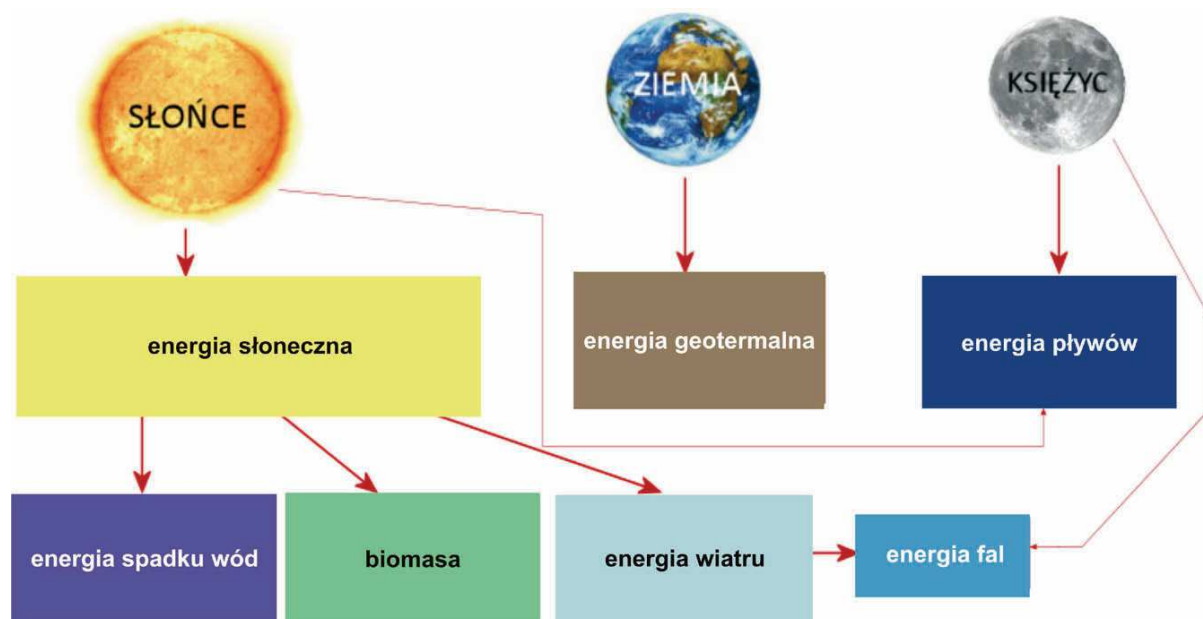 SŁOŃCE
ZIEMIA
KSIĘŻYC
energia słoneczna
energia geotermalna
energia pływów
energia spadku wód
biomasa
energia wiatru
energia fal